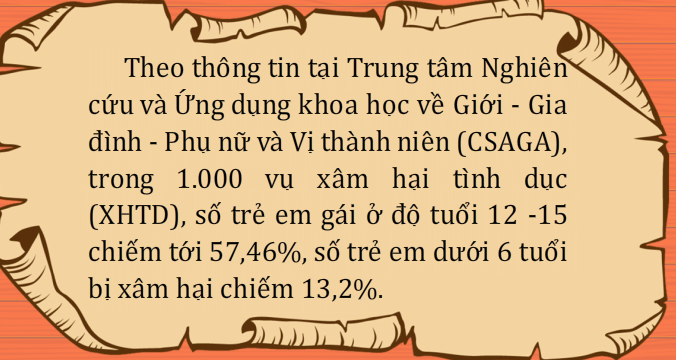 Theo thông tin tại Trung tâm Nghiên
cứu và Ứng dụng khoa học về Giới - Gia
đình - Phụ nữ và Vị thành niên (CSAGA),
trong 1.000 vụ xâm hại tình dục
(XHTD), số trẻ em gái ở độ tuổi 12 -15
chiếm tới 57,46%, số trẻ em dưới 6 tuổi
bị xâm hại chiếm 13,2%.